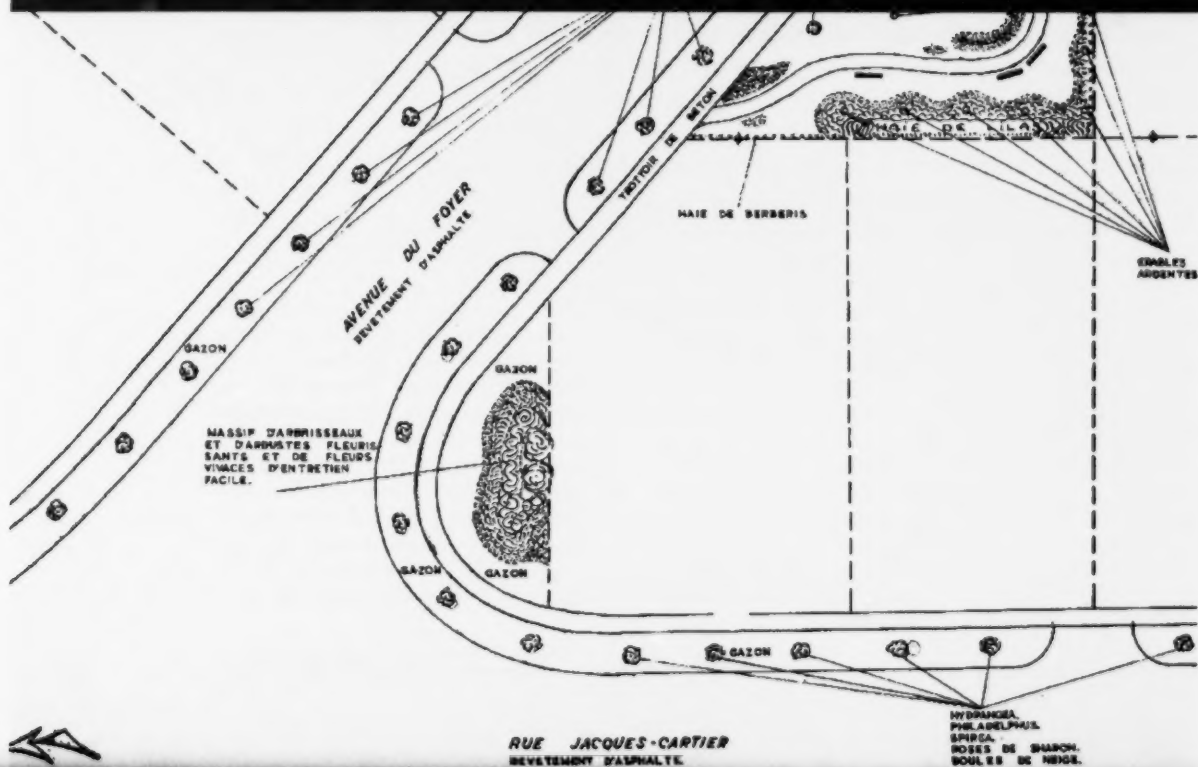 HAIE DE LILAS
TROTTOIR DE BETON
HAIE DE BERBERIS
ERABLES
ARGENTES
AVENUE DU FOYER
REVETEMENT D'ASPHALTE
GAZON
GAZON
MASSIF D'ARBRISSEAUX
ET D'ARBUSTES FLEURIS
SANTS ET DE FLEURS
VIVACES D'ENTRETIEN
FACILE.
GAZON
GAZON
GAZON
HYDRANGEA.
PHILADELPHUS.
SPIREA.
ROSES DE SHARON.
BOULES DE NEIGE.
RUE JACQUES-CARTIER
REVETEMENT D'ASPHALTE.